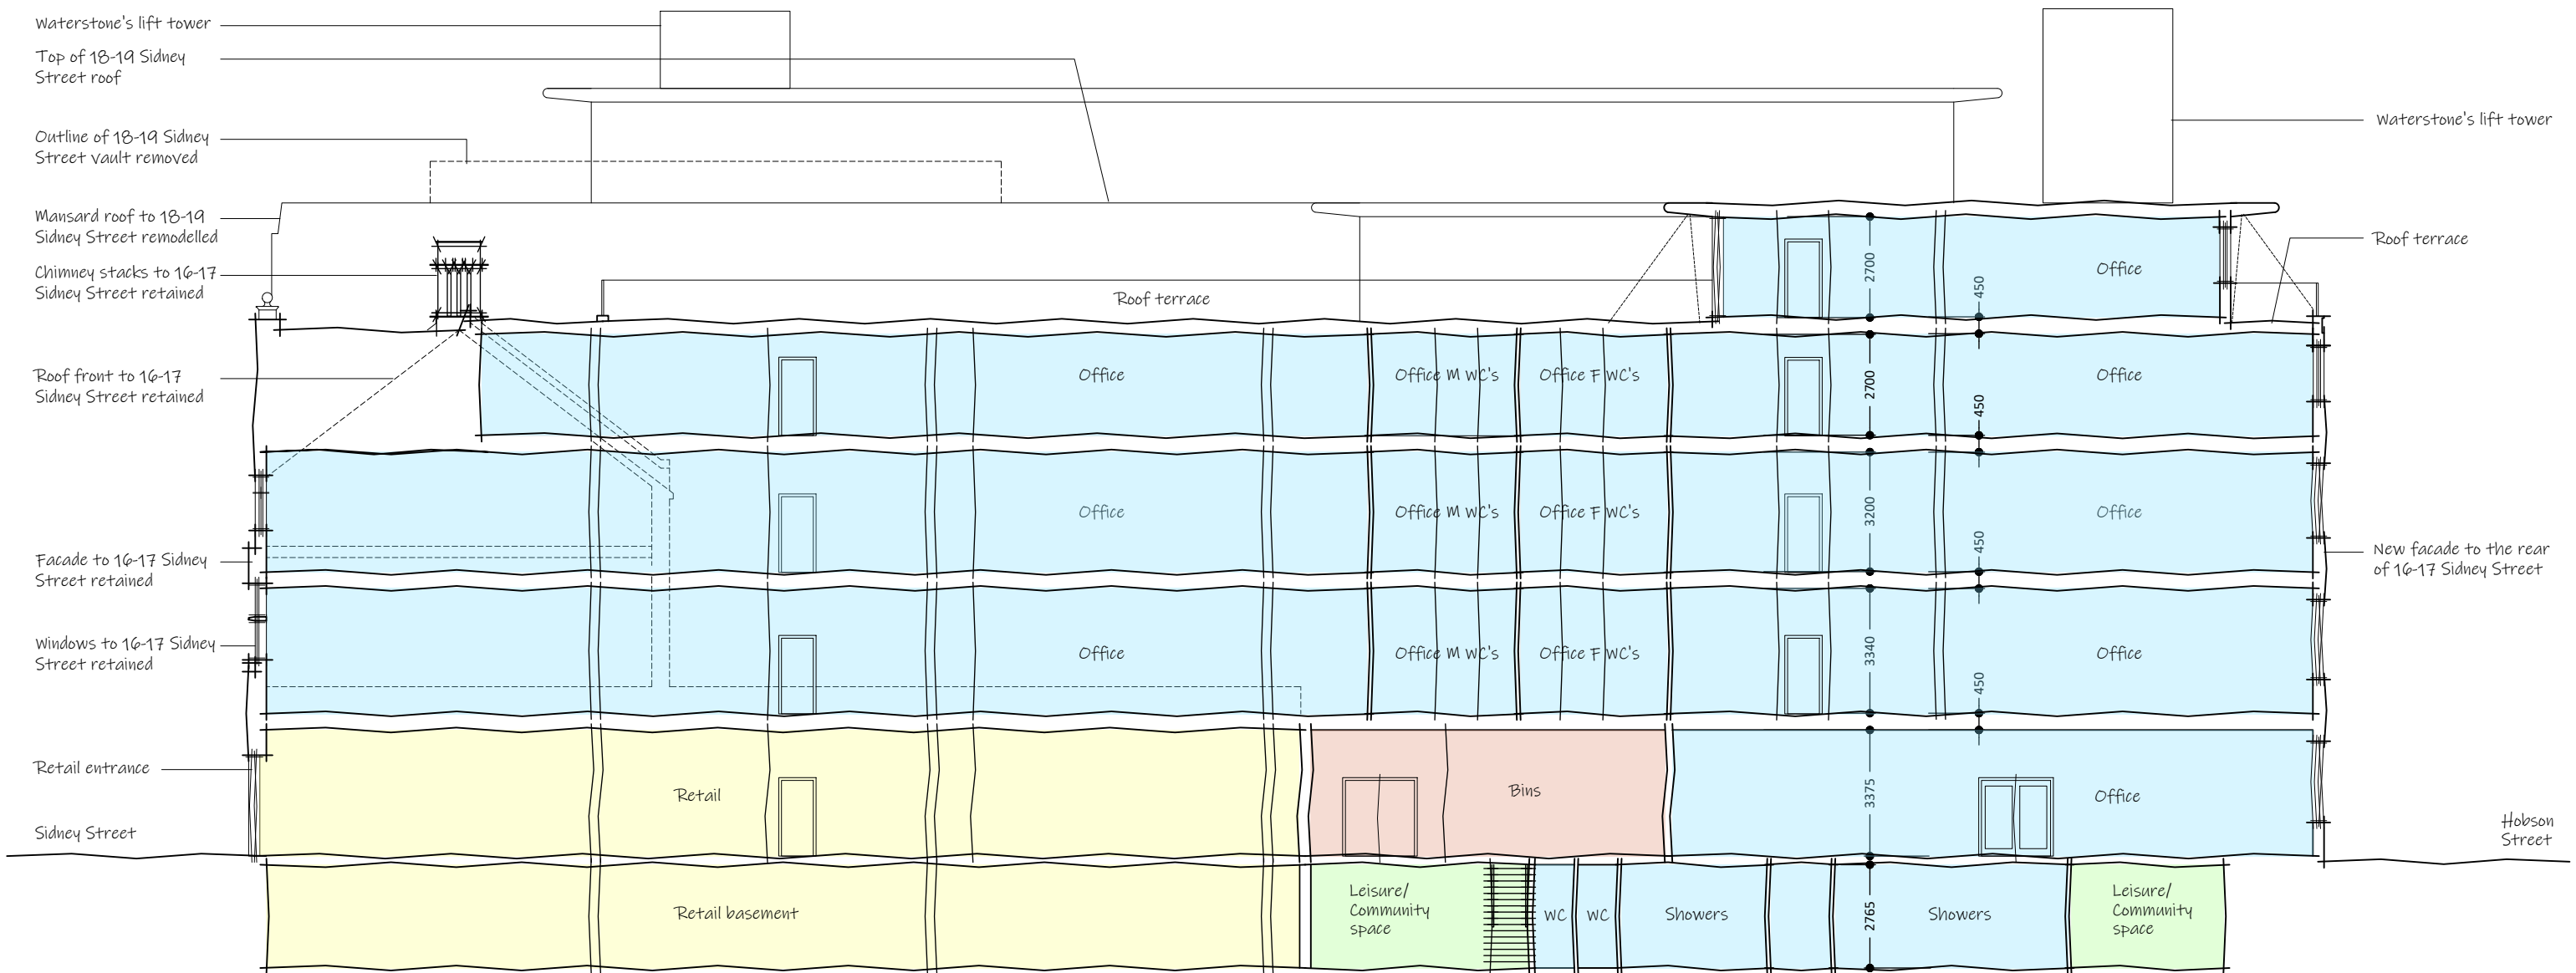 Waterstone's lift tower
Top of 18-19 Sidney
Street roof
Outline of 18-19 Sidney
Street vault removed
Waterstone's lift tower
Mansard roof to 18-19
Sidney Street remodelled
Chimney stacks to 16-17
Sidney Street retained
Roof terrace
Roof terrace
Office
2700
450
Roof front to 16-17
Sidney Street retained
Office
Office M WC's
Office F WC's
2700
450
Office
Office
Office M WC's
Office F WC's
3200
450
Office
Facade to 16-17 Sidney
Street retained
New facade to the rear
of 16-17 Sidney Street
Windows to 16-17 Sidney
Street retained
Office
Office M WC's
Office F WC's
3340
450
Office
Retail entrance
Retail
Bins
3375
Office
Sidney Street
Hobson
Street
Retail basement
Leisure/
Community
space
WC
WC
Showers
2765
Showers
Leisure/
Community
space